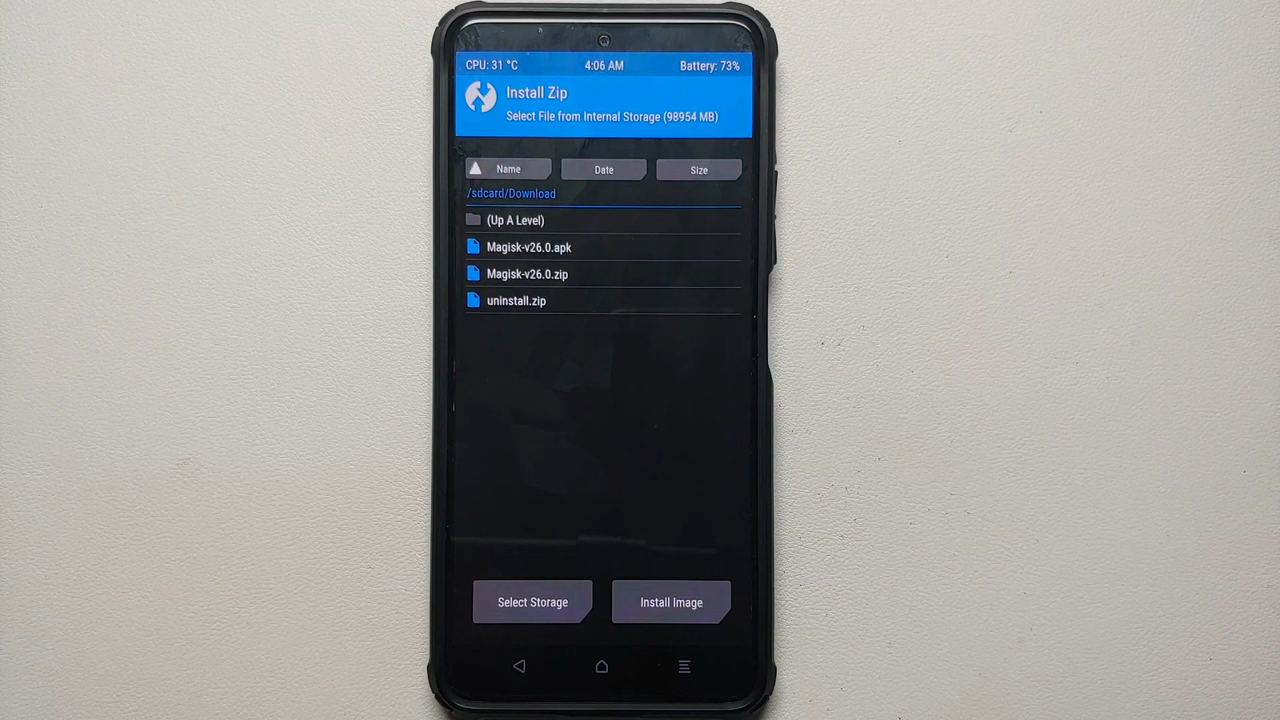 CPU: 31 °C 4:06 AM Battery: 73%
Install Zip
Select File from Internal Storage (98954 MB)
Name Date Size
/sdcard/Download
(Up A Level)
Magisk-v26.0.apk
Magisk-v26.0.zip
uninstall.zip
Select Storage Install Image